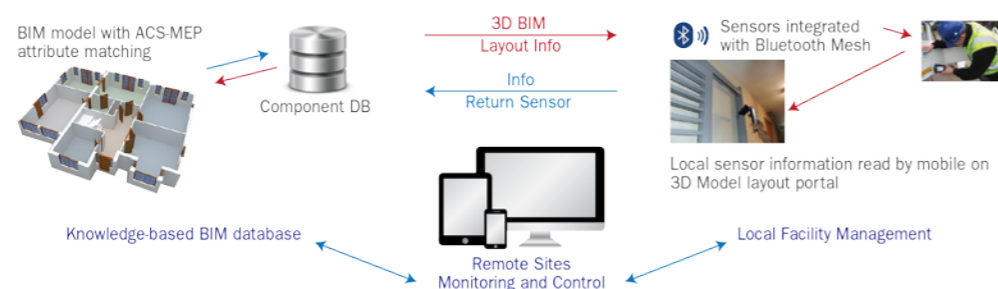 BIM model with ACS-MEP
attribute matching
Component DB
3D BIM
Layout Info
Info
Return Sensor
Sensors integrated
with Bluetooth Mesh
Local sensor information read by mobile on
3D Model layout portal
Knowledge-based BIM database
Remote Sites
Monitoring and Control
Local Facility Management